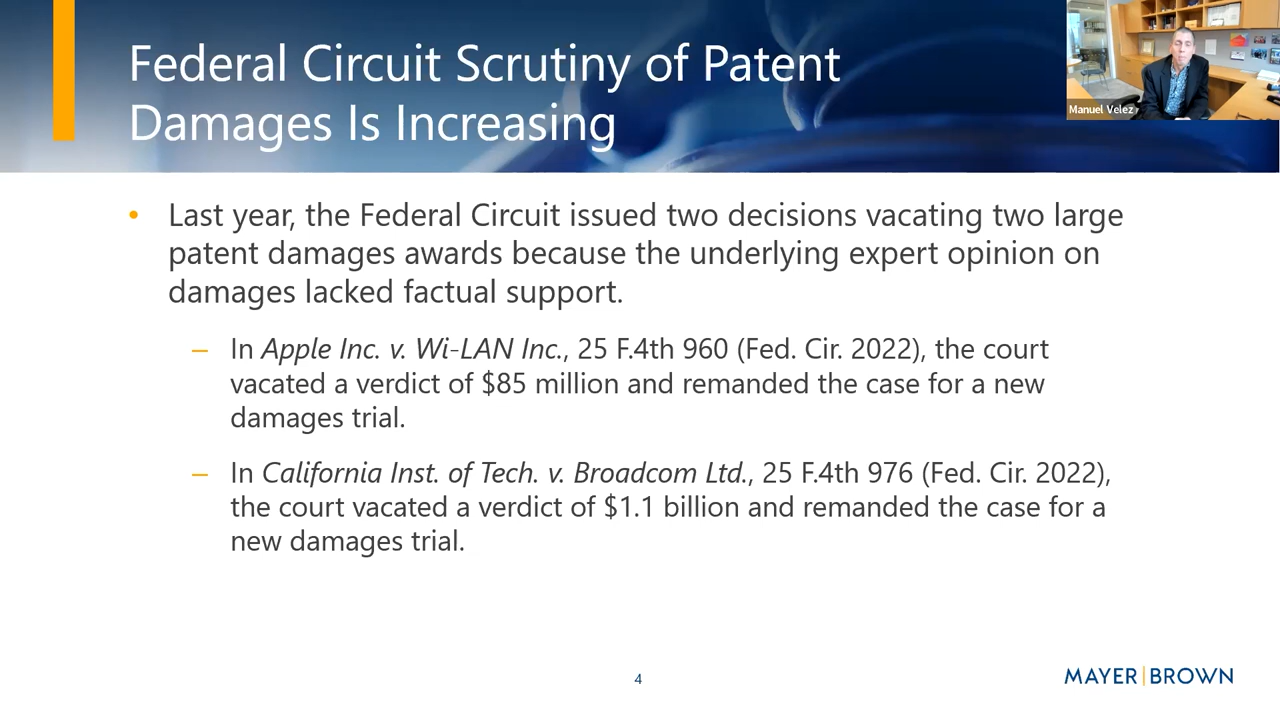 Federal Circuit Scrutiny of Patent
Damages Is Increasing
Manuel Velez
• Last year, the Federal Circuit issued two decisions vacating two large
patent damages awards because the underlying expert opinion on
damages lacked factual support.
– In Apple Inc. v. Wi-LAN Inc., 25 F.4th 960 (Fed. Cir. 2022), the court
vacated a verdict of $85 million and remanded the case for a new
damages trial.
– In California Inst. of Tech. v. Broadcom Ltd., 25 F.4th 976 (Fed. Cir. 2022),
the court vacated a verdict of $1.1 billion and remanded the case for a
new damages trial.
4
MAYER|BROWN